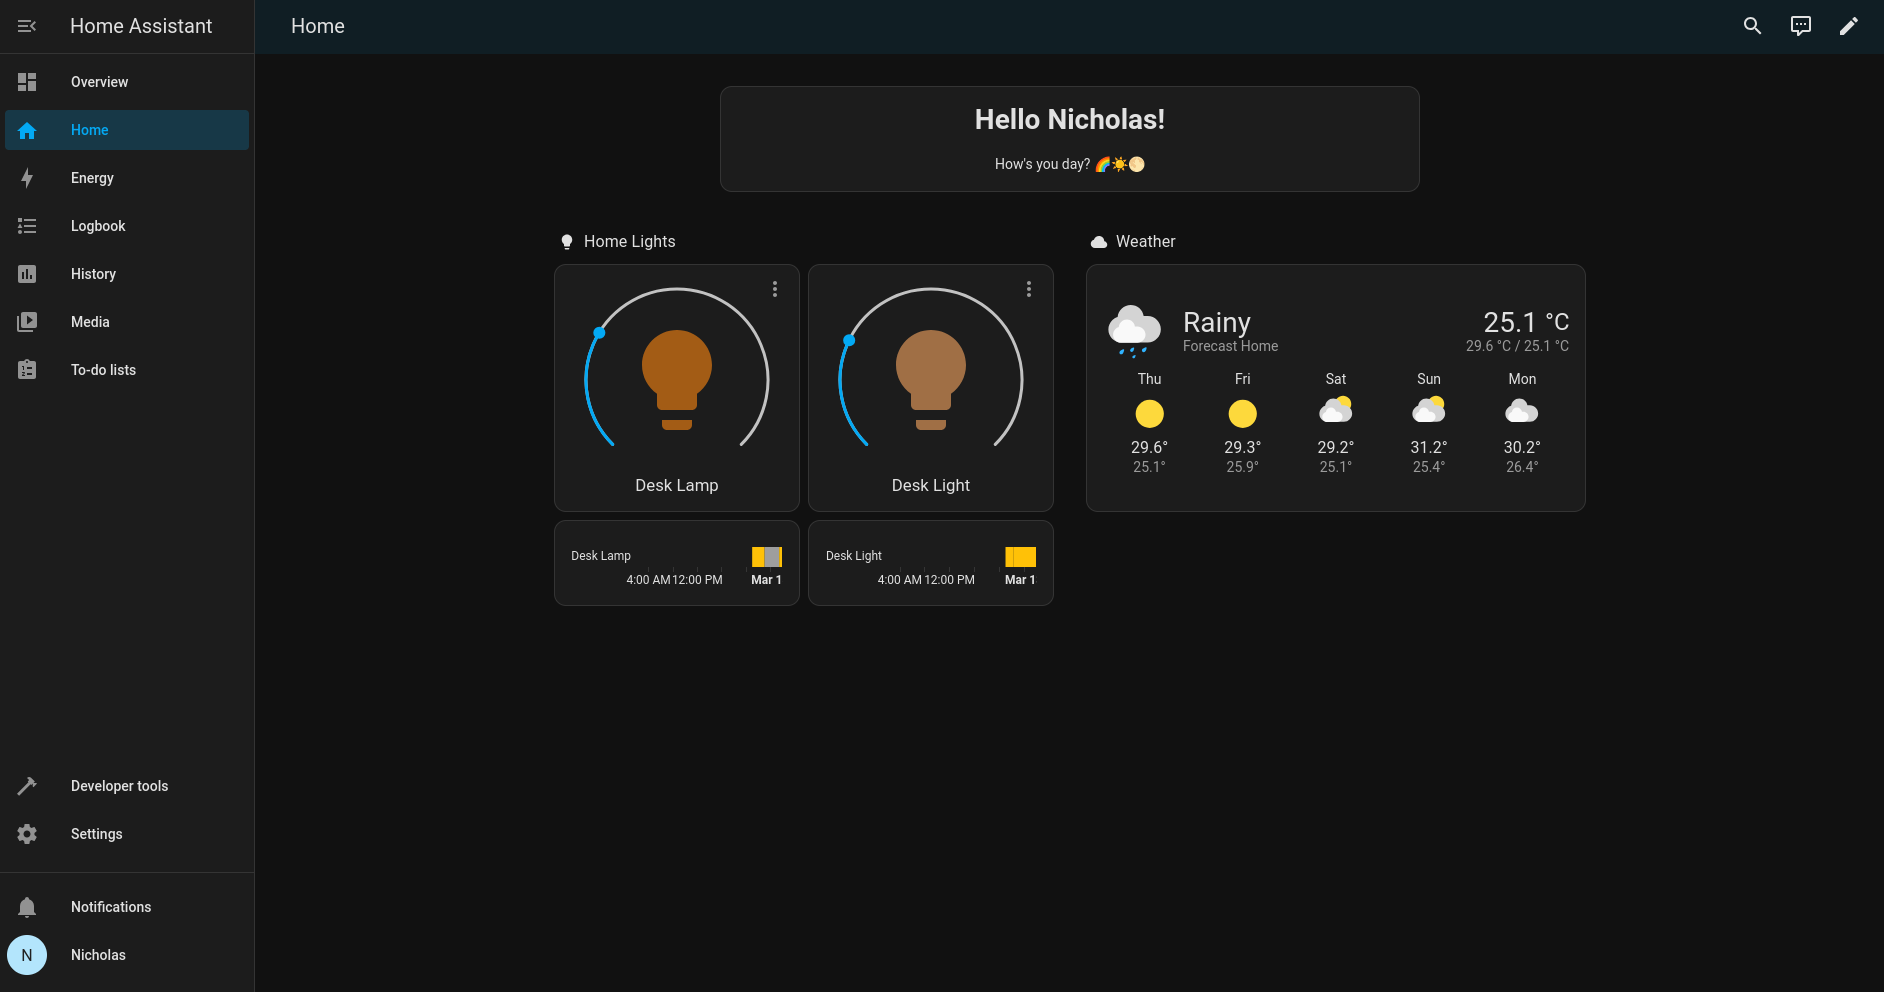 Home Assistant
Overview
Home
Energy
Logbook
History
Media
To-do lists
Developer tools
Settings
Notifications
N
Nicholas
Home
Hello Nicholas!
How's you day? 🌈☀️🌕
Home Lights
Desk Lamp
Desk Light
Desk Lamp
4:00 AM 12:00 PM Mar 1
Desk Light
4:00 AM 12:00 PM Mar 1
Weather
Rainy 25.1 °C
Forecast Home 29.6 °C / 25.1 °C
Thu Fri Sat Sun Mon
29.6° 29.3° 29.2° 31.2° 30.2°
25.1° 25.9° 25.1° 25.4° 26.4°